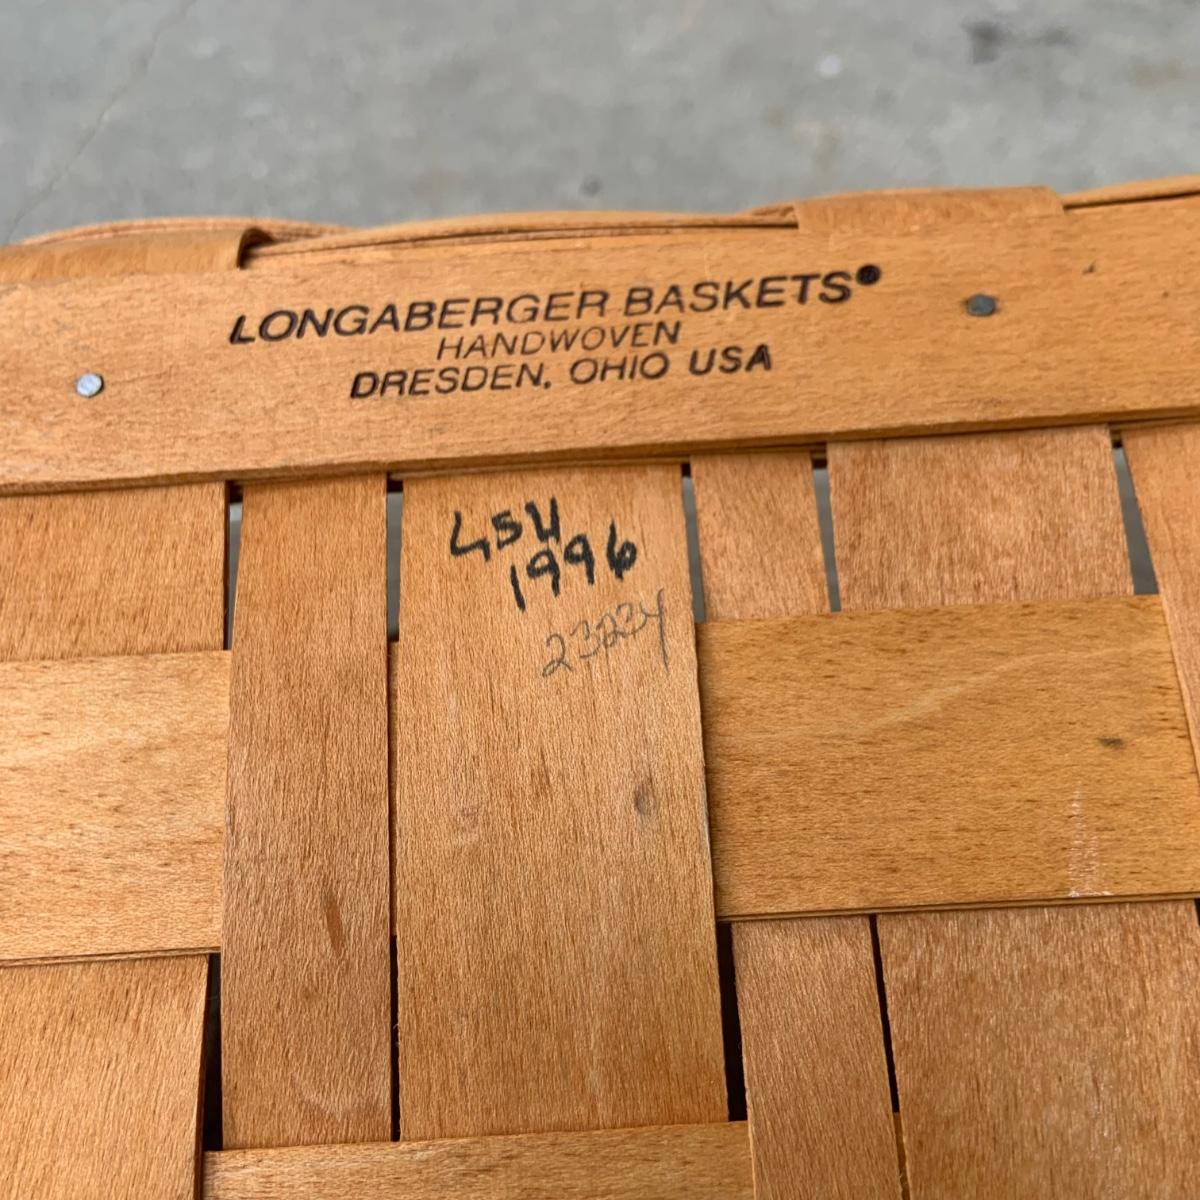 LONGABERGER BASKETS®
HANDWOVEN
DRESDEN, OHIO USA
LSH
1996
23234